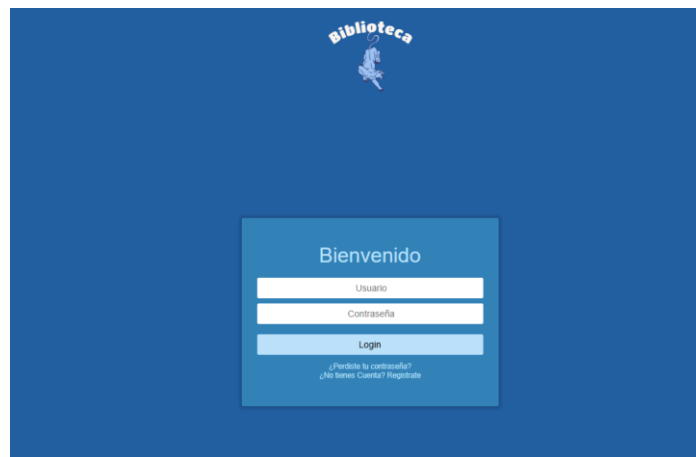 Biblioteca
Bienvenido
Usuario
Contraseña
Login
¿Perdiste tu contraseña?
¿No tienes Cuenta? Registrate